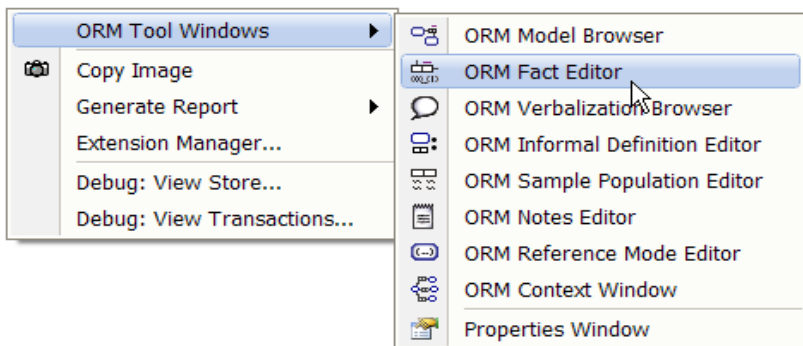 ORM Tool Windows
Copy Image
Generate Report
Extension Manager...
Debug: View Store...
Debug: View Transactions...
ORM Model Browser
ORM Fact Editor
ORM Verbalization Browser
ORM Informal Definition Editor
ORM Sample Population Editor
ORM Notes Editor
ORM Reference Mode Editor
ORM Context Window
Properties Window